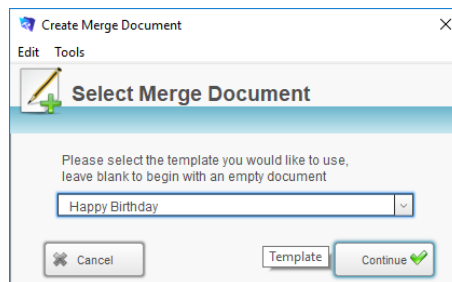 Create Merge Document
Edit Tools
Select Merge Document
Please select the template you would like to use,
leave blank to begin with an empty document
Happy Birthday
Cancel Template Continue